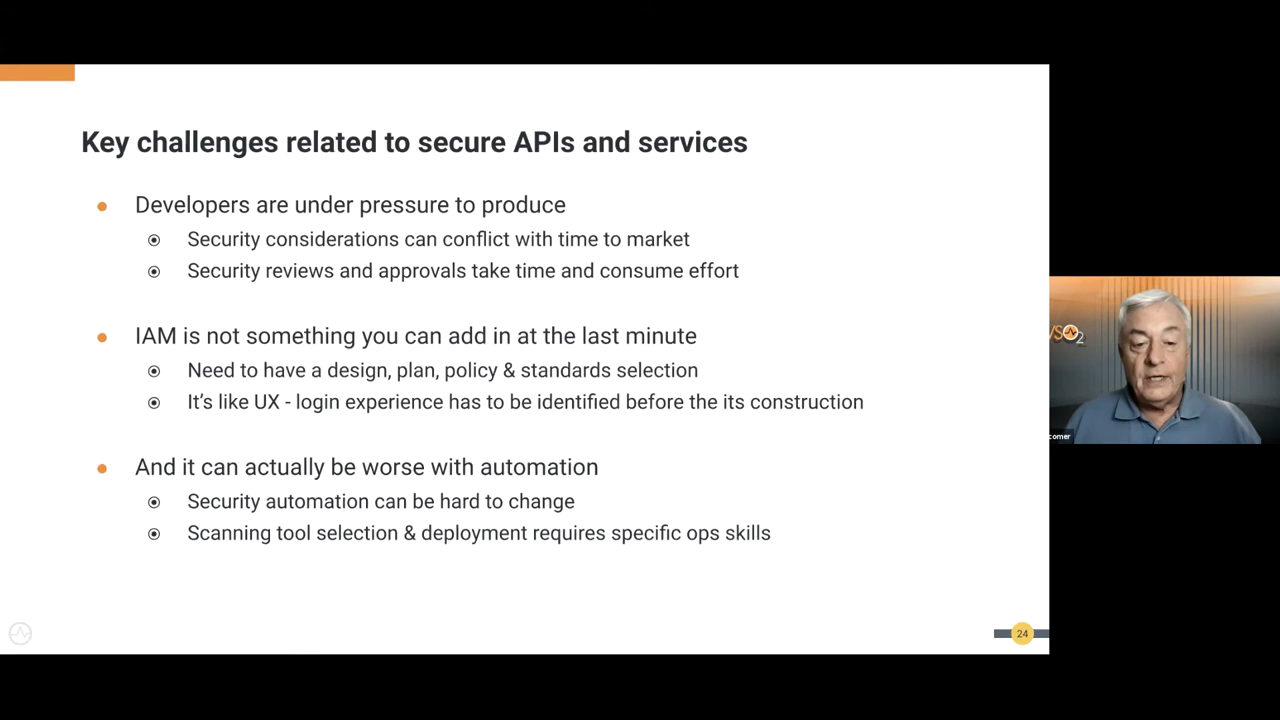 Key challenges related to secure APIs and services
Developers are under pressure to produce
Security considerations can conflict with time to market
Security reviews and approvals take time and consume effort
IAM is not something you can add in at the last minute
Need to have a design, plan, policy & standards selection
It's like UX - login experience has to be identified before the its construction
And it can actually be worse with automation
Security automation can be hard to change
Scanning tool selection & deployment requires specific ops skills
24
SO2
comer